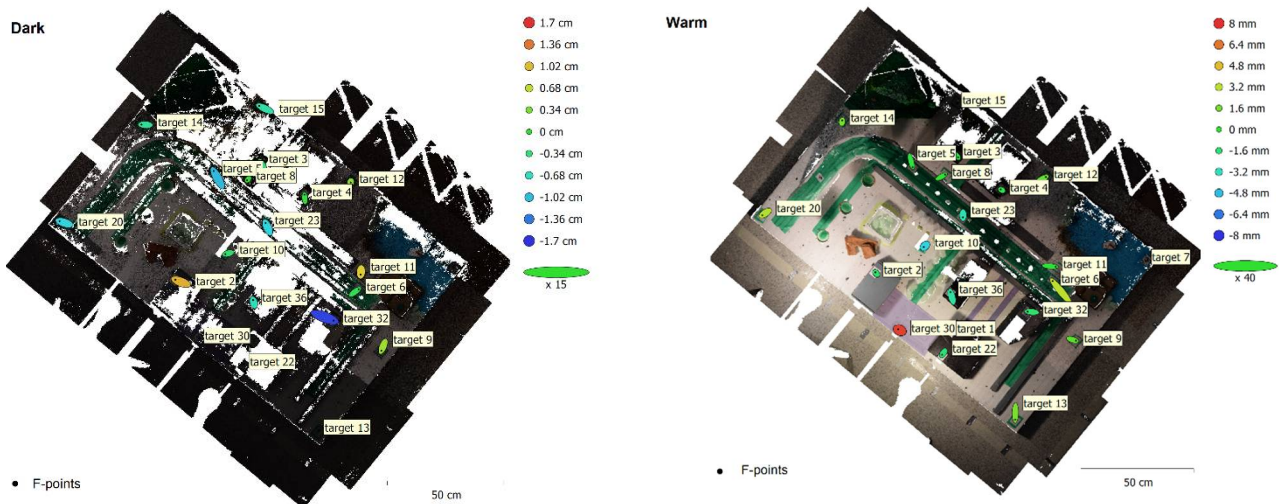 Dark
target 15
target 14
target 3
target 8
target
target 4
target 12
target 20
target 23
target 10
target 2
target 11
target 6
target 36
target 32
target 30
target 22
target 9
target 13
F-points
50 cm
1.7 cm
1.36 cm
1.02 cm
0.68 cm
0.34 cm
0 cm
-0.34 cm
-0.68 cm
-1.02 cm
-1.36 cm
-1.7 cm
x 15
Warm
target 15
target 14
target 5
target 3
target 8
target 4
target 12
target 20
target 23
target 10
target 7
target 2
target 11
target 6
target 36
target 32
target 30
target 1
target 22
target 9
target 13
F-points
50 cm
8 mm
6.4 mm
4.8 mm
3.2 mm
1.6 mm
0 mm
-1.6 mm
-3.2 mm
-4.8 mm
-6.4 mm
-8 mm
x 40